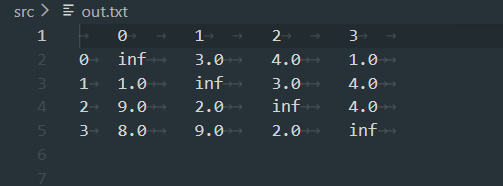 src > out.txt
1 0 1 2 3
2 0 inf 3.0 4.0 1.0
3 1 1.0 inf 3.0 4.0
4 2 9.0 2.0 inf 4.0
5 3 8.0 9.0 2.0 inf
6
7